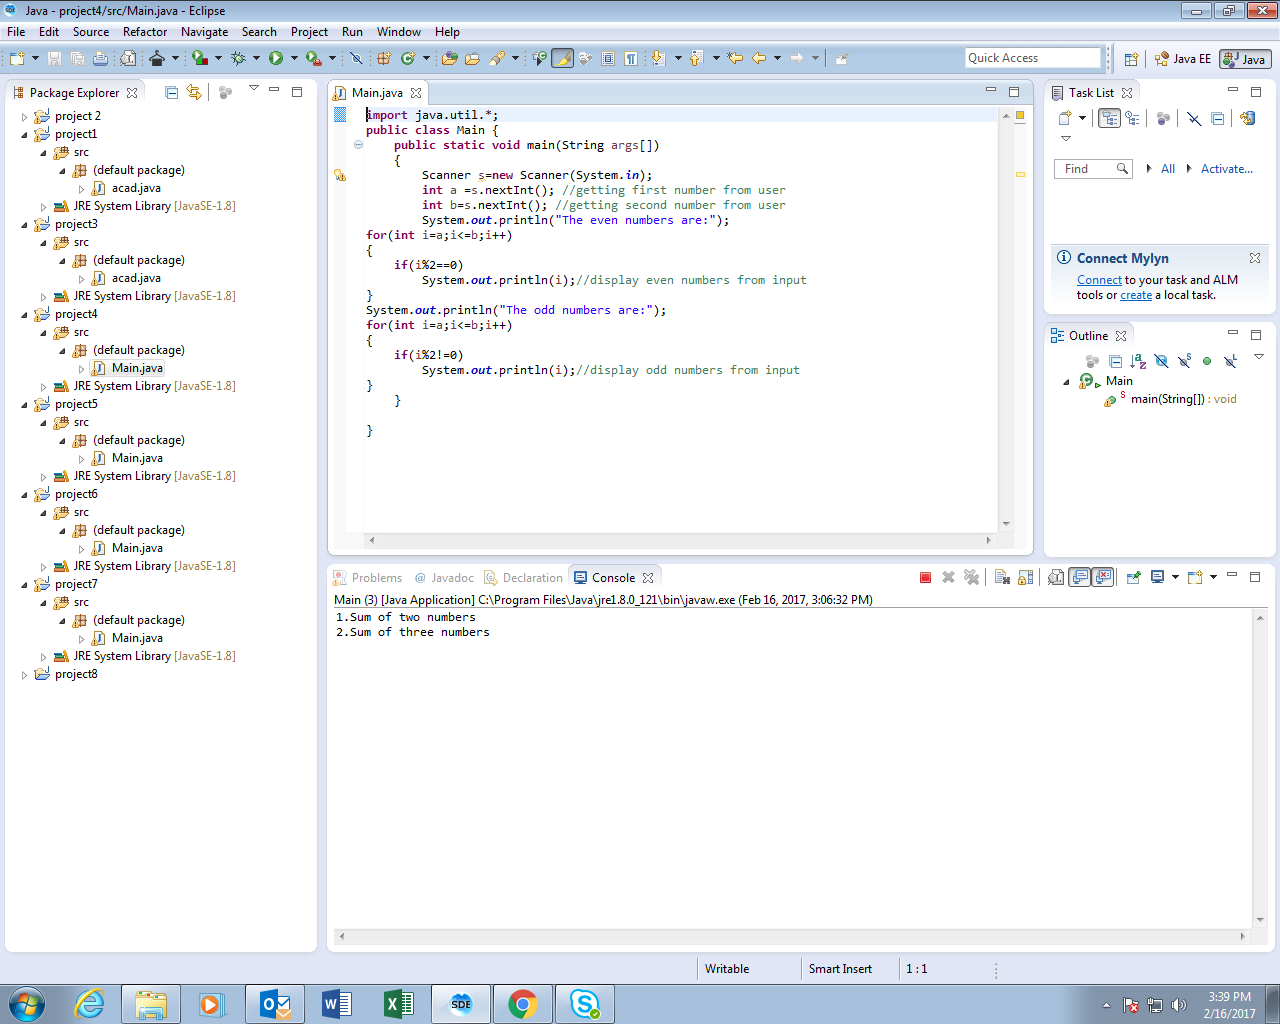 Java - project4/src/Main.java - Eclipse
File Edit Source Refactor Navigate Search Project Run Window Help
Quick Access
Java EE
Java
Package Explorer
project 2
project1
src
(default package)
acad.java
JRE System Library [JavaSE-1.8]
project3
src
(default package)
acad.java
JRE System Library [JavaSE-1.8]
project4
src
(default package)
Main.java
JRE System Library [JavaSE-1.8]
project5
src
(default package)
Main.java
JRE System Library [JavaSE-1.8]
project6
src
(default package)
Main.java
JRE System Library [JavaSE-1.8]
project7
src
(default package)
Main.java
JRE System Library [JavaSE-1.8]
project8
Main.java
import java.util.*;
public class Main {
public static void main(String args[])
{
Scanner s=new Scanner(System.in);
int a =s.nextInt(); //getting first number from user
int b=s.nextInt(); //getting second number from user
System.out.println("The even numbers are:");
for(int i=a;i<=b;i++)
{
if(i%2==0)
System.out.println(i);//display even numbers from input
}
System.out.println("The odd numbers are:");
for(int i=a;i<=b;i++)
{
if(i%2!=0)
System.out.println(i);//display odd numbers from input
}
}
}
Task List
Find
All
Activate...
Connect Mylyn
Connect to your task and ALM
tools or create a local task.
Outline
Main
main(String[]) : void
Problems @ Javadoc Declaration Console
Main (3) [Java Application] C:\Program Files\Java\jre1.8.0_121\bin\javaw.exe (Feb 16, 2017, 3:06:32 PM)
1.Sum of two numbers
2.Sum of three numbers
Writable
Smart Insert
1 : 1
SDE
3:39 PM
2/16/2017